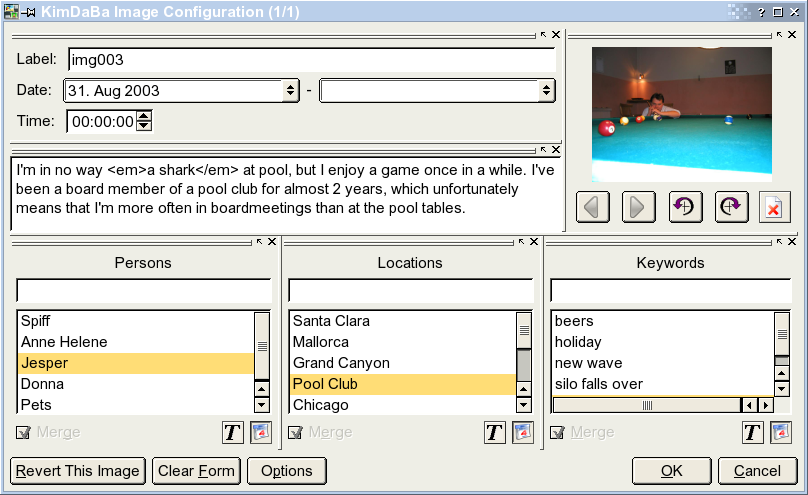 KimDaBa Image Configuration (1/1)
Label: img003
Date: 31. Aug 2003 -
Time: 00:00:00
I'm in no way <em>a shark</em> at pool, but I enjoy a game once in a while. I've
been a board member of a pool club for almost 2 years, which unfortunately
means that I'm more often in boardmeetings than at the pool tables.
Persons
Spiff
Anne Helene
Jesper
Donna
Pets
Merge
T
Locations
Santa Clara
Mallorca
Grand Canyon
Pool Club
Chicago
Merge
T
Keywords
beers
holiday
new wave
silo falls over
Merge
T
Revert This Image Clear Form Options OK Cancel